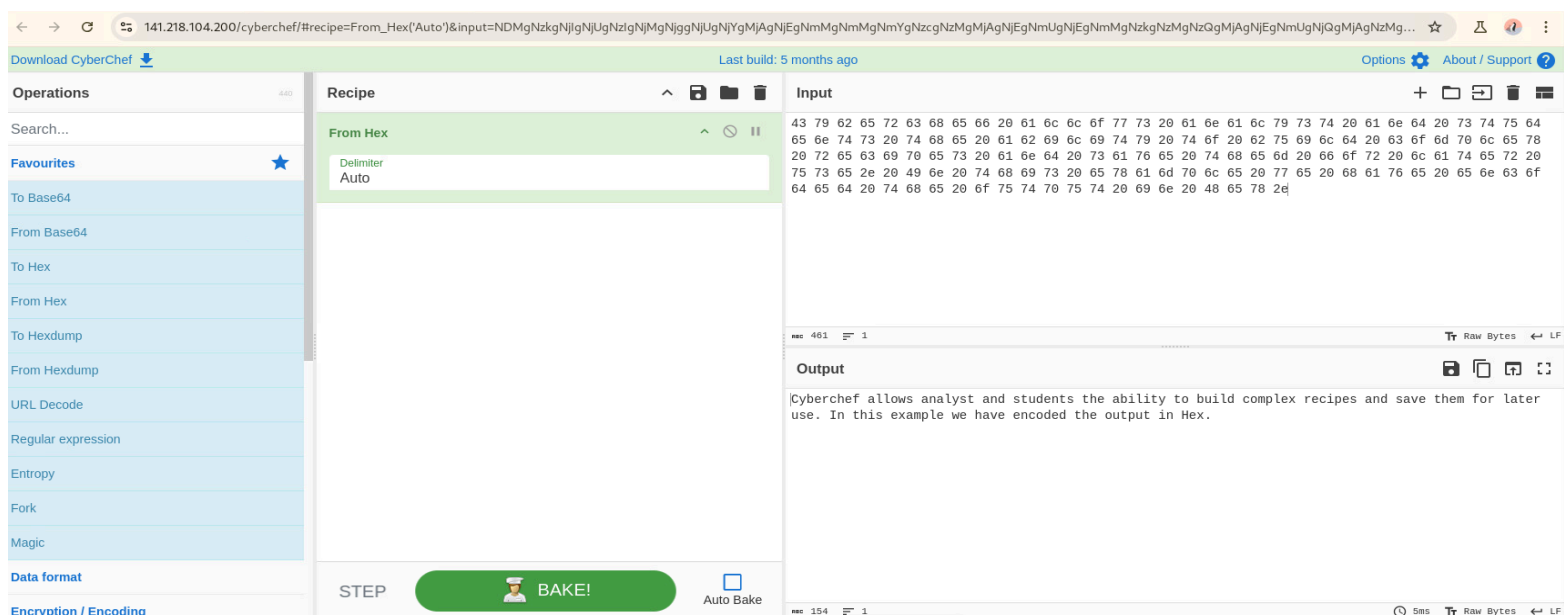 141.218.104.200/cyberchef/#recipe=From_Hex('Auto')&input=NDMgNzkgNjIgNjUgNzIgNjMgNjggNjUgNjYgMjAgNjEgNmMgNmMgNmYgNzcgNzMgMjAgNjEgNmUgNjEgNmMgNzkgNzMgNzQgMjAgNjEgNmUgNjQgMjAgNzMg...
Download CyberChef
Last build: 5 months ago
Options
About / Support
Operations
440
Recipe
Input
Search...
From Hex
Delimiter
Auto
Favourites
To Base64
From Base64
To Hex
From Hex
To Hexdump
From Hexdump
URL Decode
Regular expression
Entropy
Fork
Magic
Data format
Encryption / Encoding
STEP
BAKE!
Auto Bake
43 79 62 65 72 63 68 65 66 20 61 6c 6c 6f 77 73 20 61 6e 61 6c 79 73 74 20 61 6e 64 20 73 74 75 64
65 6e 74 73 20 74 68 65 20 61 62 69 6c 69 74 79 20 74 6f 20 62 75 69 6c 64 20 63 6f 6d 70 6c 65 78
20 72 65 63 69 70 65 73 20 61 6e 64 20 73 61 76 65 20 74 68 65 6d 20 66 6f 72 20 6c 61 74 65 72 20
75 73 65 2e 20 49 6e 20 74 68 69 73 20 65 78 61 6d 70 6c 65 20 77 65 20 68 61 76 65 20 65 6e 63 6f
64 65 64 20 74 68 65 20 6f 75 74 70 75 74 20 69 6e 20 48 65 78 2e
461
1
Raw Bytes
LF
Output
Cyberchef allows analyst and students the ability to build complex recipes and save them for later
use. In this example we have encoded the output in Hex.
154
1
5ms
Raw Bytes
LF